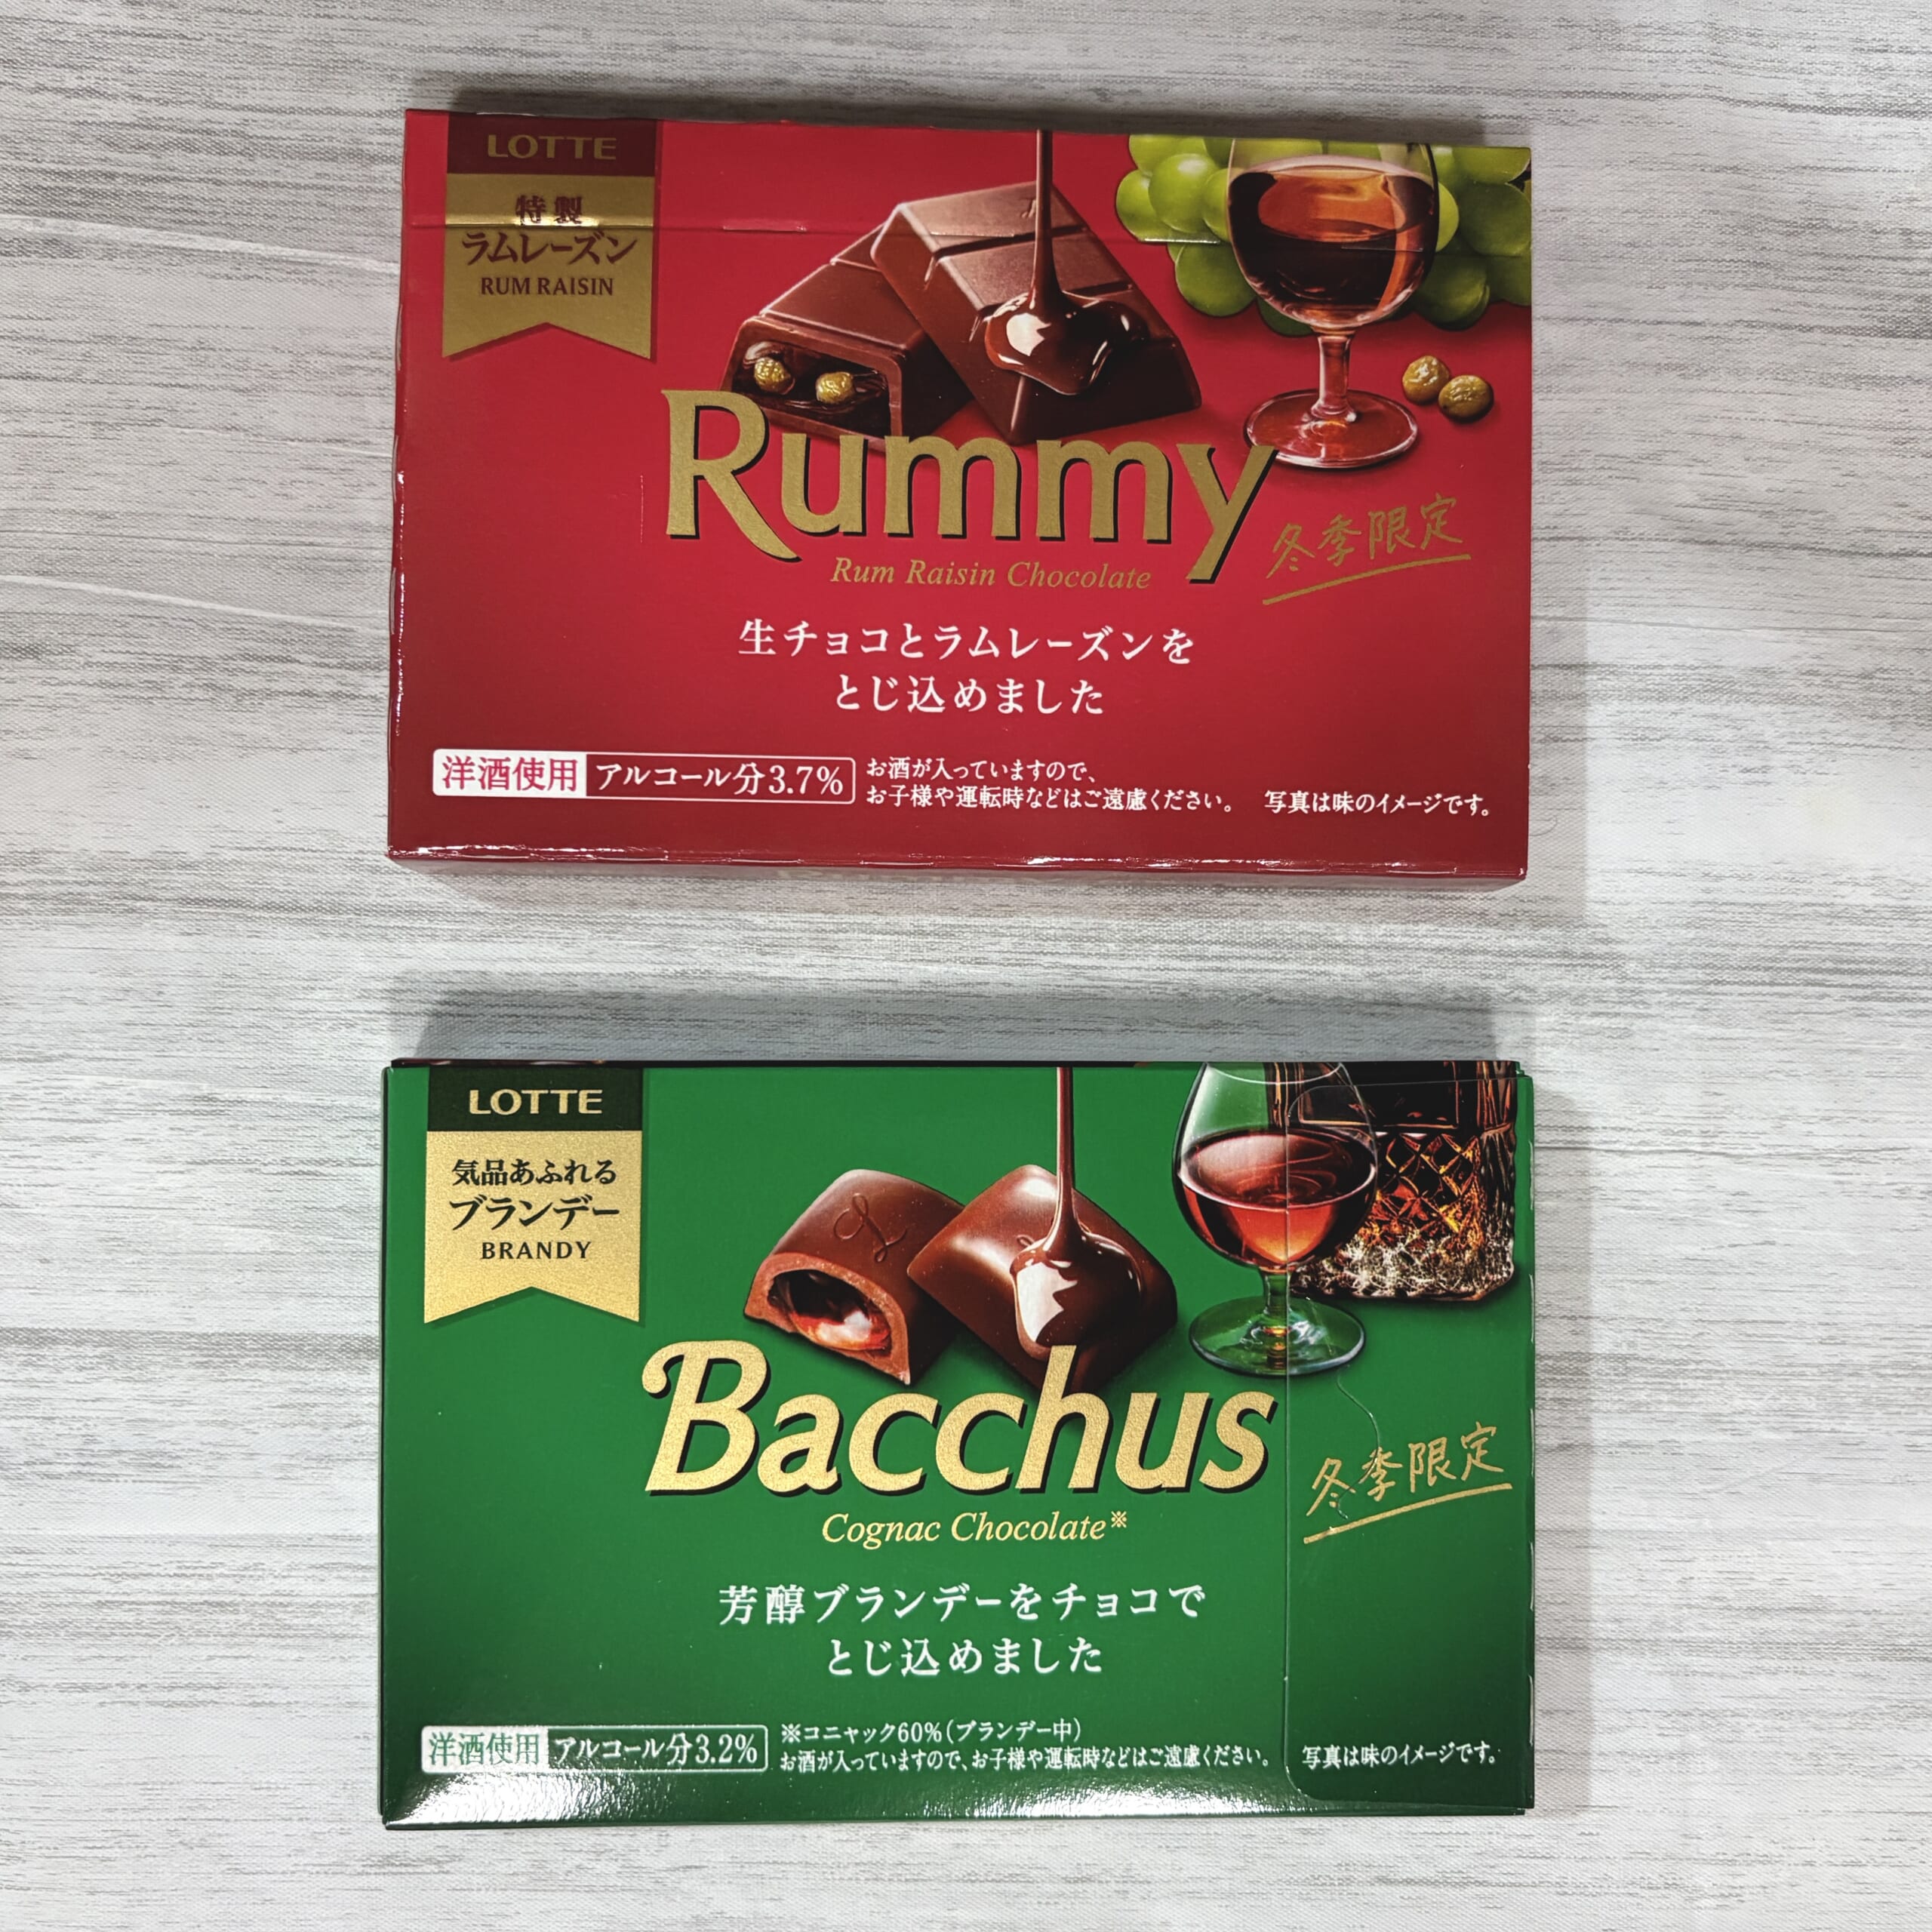 LOTTE
特製
ラムレーズン
RUM RAISIN
Rummy
Rum Raisin Chocolate
冬季限定
生チョコとラムレーズンを
とじ込めました
洋酒使用 アルコール分3.7%
お酒が入っていますので、
お子様や運転時などはご遠慮ください。 写真は味のイメージです。
LOTTE
気品あふれる
ブランデー
BRANDY
L
Bacchus
Cognac Chocolate※
冬季限定
芳醇ブランデーをチョコで
とじ込めました
洋酒使用 アルコール分3.2%
※コニャック60%(ブランデー中)
お酒が入っていますので、お子様や運転時などはご遠慮ください。 写真は味のイメージです。